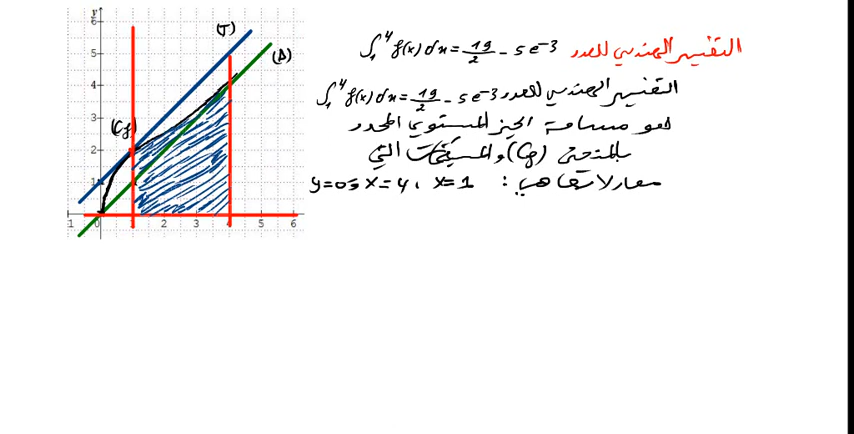 التفسير الهندسي للعدد ∫₁⁴ f(x) dx = 19/2 - 5e⁻³
التفسير الهندسي للعدد ∫₁⁴ f(x) dx = 19/2 - 5e⁻³
هو مساحة الحيز المستوي المحدد
بالمنحنى (Cf) والمستقيمات التي
معادلاتها هي: x=1 ، x=4 و y=0
y
(T)
(Δ)
(Cf)
6
5
4
3
2
1
1 0 1 2 3 4 5 6